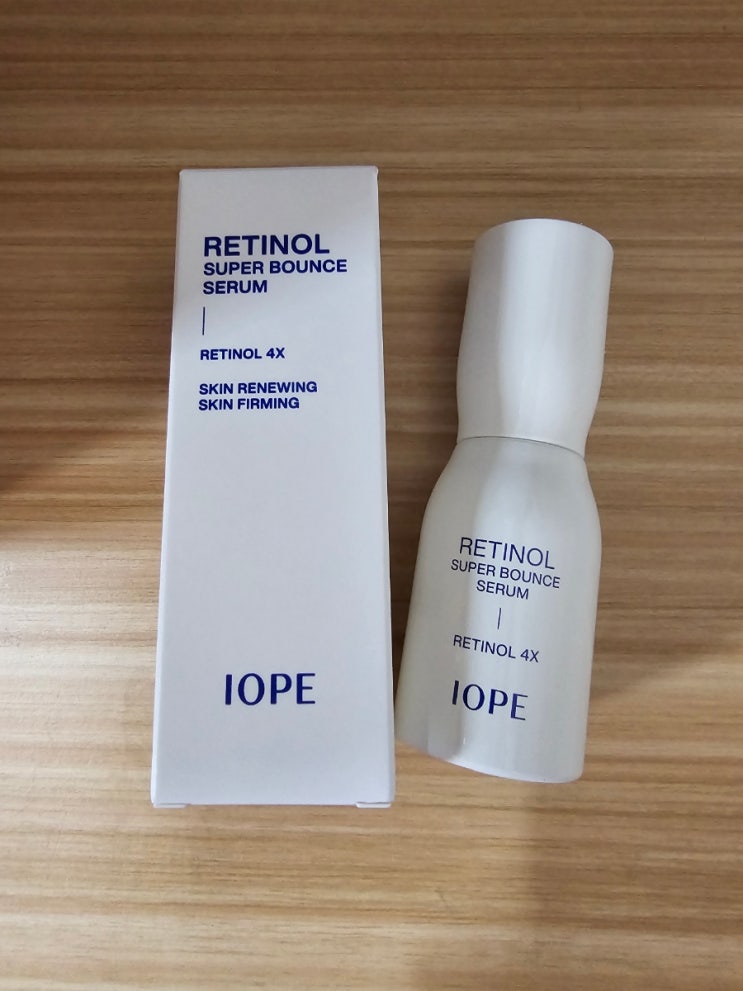 RETINOL
SUPER BOUNCE
SERUM
RETINOL 4X
SKIN RENEWING
SKIN FIRMING
IOPE
RETINOL
SUPER BOUNCE
SERUM
RETINOL 4X
IOPE